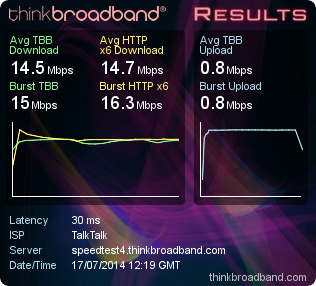 thinkbroadband® RESULTS
Avg TBB Download
14.5 Mbps
Avg HTTP x6 Download
14.7 Mbps
Avg TBB Upload
0.8 Mbps
Burst TBB
15 Mbps
Burst HTTP x6
16.3 Mbps
Burst Upload
0.8 Mbps
Latency 30 ms
ISP TalkTalk
Server speedtest4.thinkbroadband.com
Date/Time 17/07/2014 12:19 GMT
thinkbroadband.com